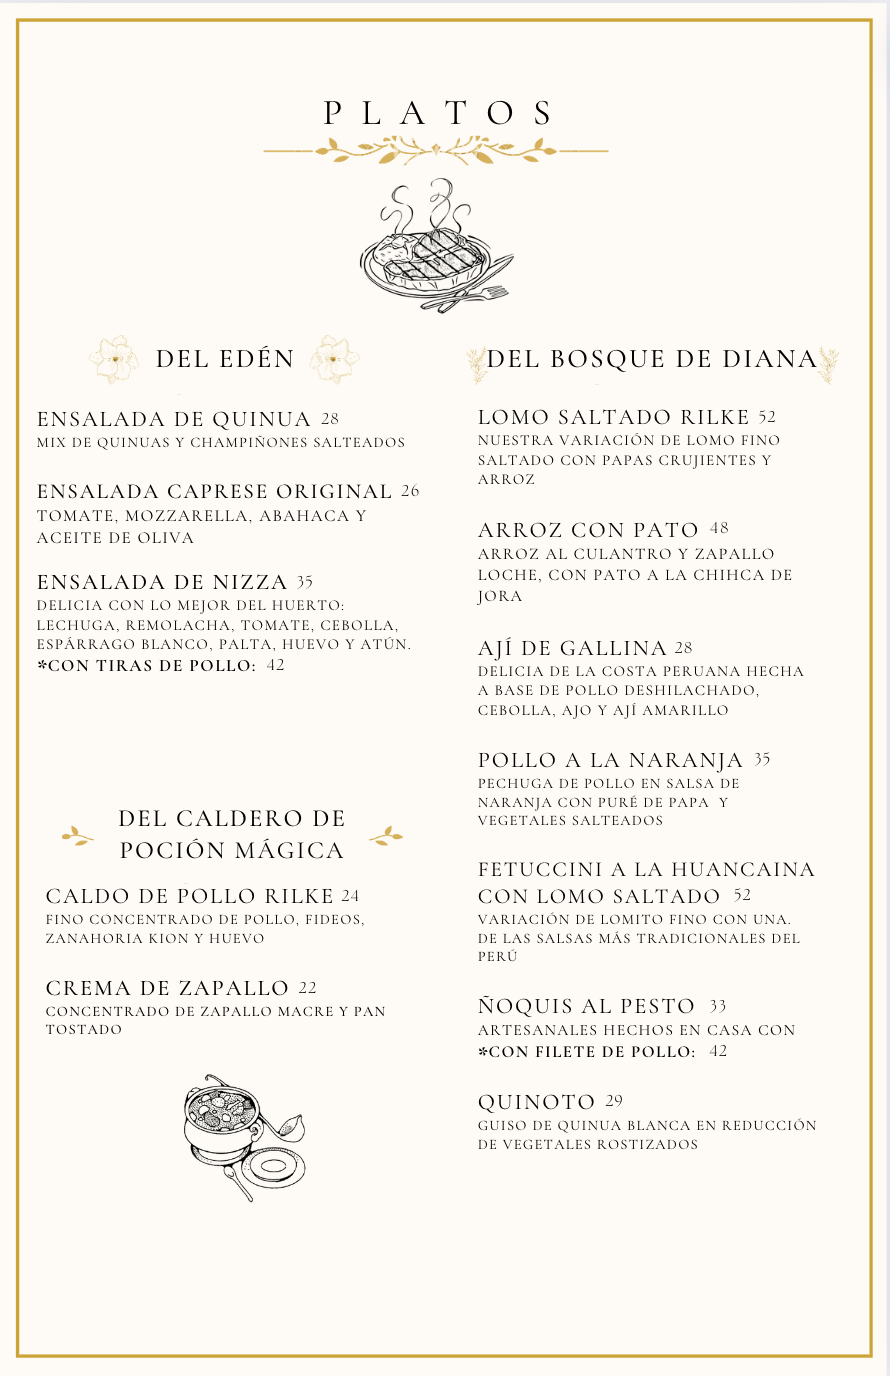 PLATOS
DEL EDÉN
ENSALADA DE QUINUA 28
MIX DE QUINUAS Y CHAMPIÑONES SALTEADOS
ENSALADA CAPRESE ORIGINAL 26
TOMATE, MOZZARELLA, ABAHACA Y
ACEITE DE OLIVA
ENSALADA DE NIZZA 35
DELICIA CON LO MEJOR DEL HUERTO:
LECHUGA, REMOLACHA, TOMATE, CEBOLLA,
ESPÁRRAGO BLANCO, PALTA, HUEVO Y ATÚN.
*CON TIRAS DE POLLO: 42
DEL CALDERO DE
POCIÓN MÁGICA
CALDO DE POLLO RILKE 24
FINO CONCENTRADO DE POLLO, FIDEOS,
ZANAHORIA KION Y HUEVO
CREMA DE ZAPALLO 22
CONCENTRADO DE ZAPALLO MACRE Y PAN
TOSTADO
DEL BOSQUE DE DIANA
LOMO SALTADO RILKE 52
NUESTRA VARIACIÓN DE LOMO FINO
SALTADO CON PAPAS CRUJIENTES Y
ARROZ
ARROZ CON PATO 48
ARROZ AL CULANTRO Y ZAPALLO
LOCHE, CON PATO A LA CHIHCA DE
JORA
AJÍ DE GALLINA 28
DELICIA DE LA COSTA PERUANA HECHA
A BASE DE POLLO DESHILACHADO,
CEBOLLA, AJO Y AJÍ AMARILLO
POLLO A LA NARANJA 35
PECHUGA DE POLLO EN SALSA DE
NARANJA CON PURÉ DE PAPA Y
VEGETALES SALTEADOS
FETUCCINI A LA HUANCAINA
CON LOMO SALTADO 52
VARIACIÓN DE LOMITO FINO CON UNA.
DE LAS SALSAS MÁS TRADICIONALES DEL
PERÚ
ÑOQUIS AL PESTO 33
ARTESANALES HECHOS EN CASA CON
*CON FILETE DE POLLO: 42
QUINOTO 29
GUISO DE QUINUA BLANCA EN REDUCCIÓN
DE VEGETALES ROSTIZADOS